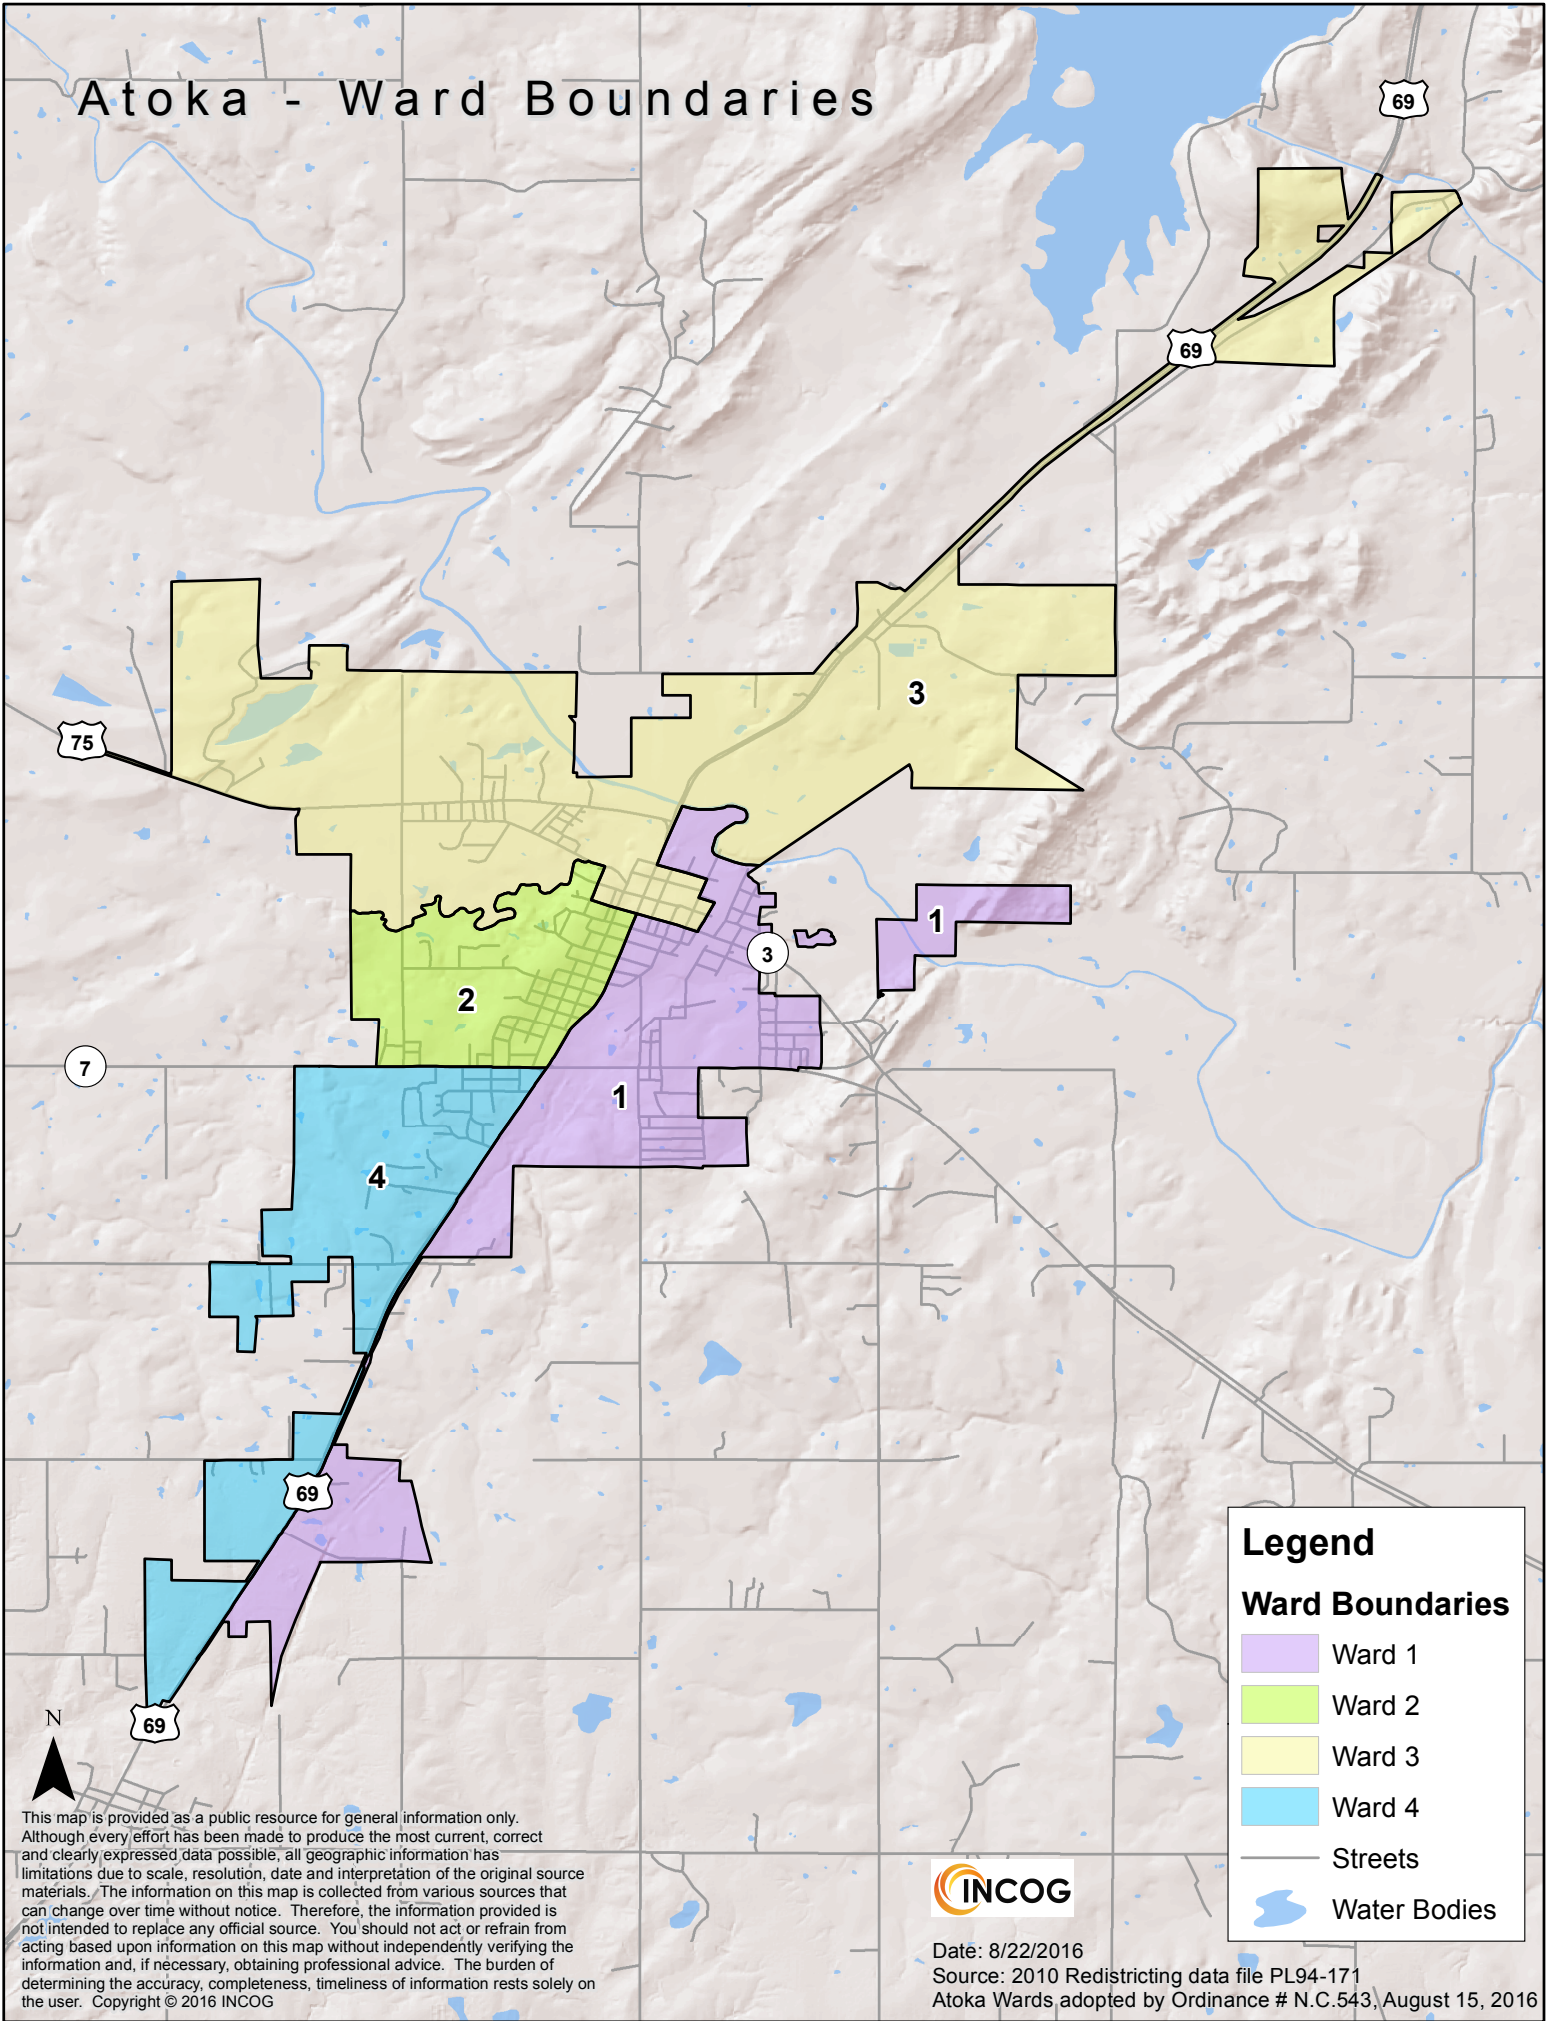 Atoka - Ward Boundaries
69
69
3
75
1
3
2
7
1
4
69
69
N
Legend
Ward Boundaries
Ward 1
Ward 2
Ward 3
Ward 4
Streets
Water Bodies
This map is provided as a public resource for general information only.
Although every effort has been made to produce the most current, correct
and clearly expressed data possible, all geographic information has
limitations due to scale, resolution, date and interpretation of the original source
materials. The information on this map is collected from various sources that
can change over time without notice. Therefore, the information provided is
not intended to replace any official source. You should not act or refrain from
acting based upon information on this map without independently verifying the
information and, if necessary, obtaining professional advice. The burden of
determining the accuracy, completeness, timeliness of information rests solely on
the user. Copyright © 2016 INCOG
INCOG
Date: 8/22/2016
Source: 2010 Redistricting data file PL94-171
Atoka Wards adopted by Ordinance # N.C.543, August 15, 2016